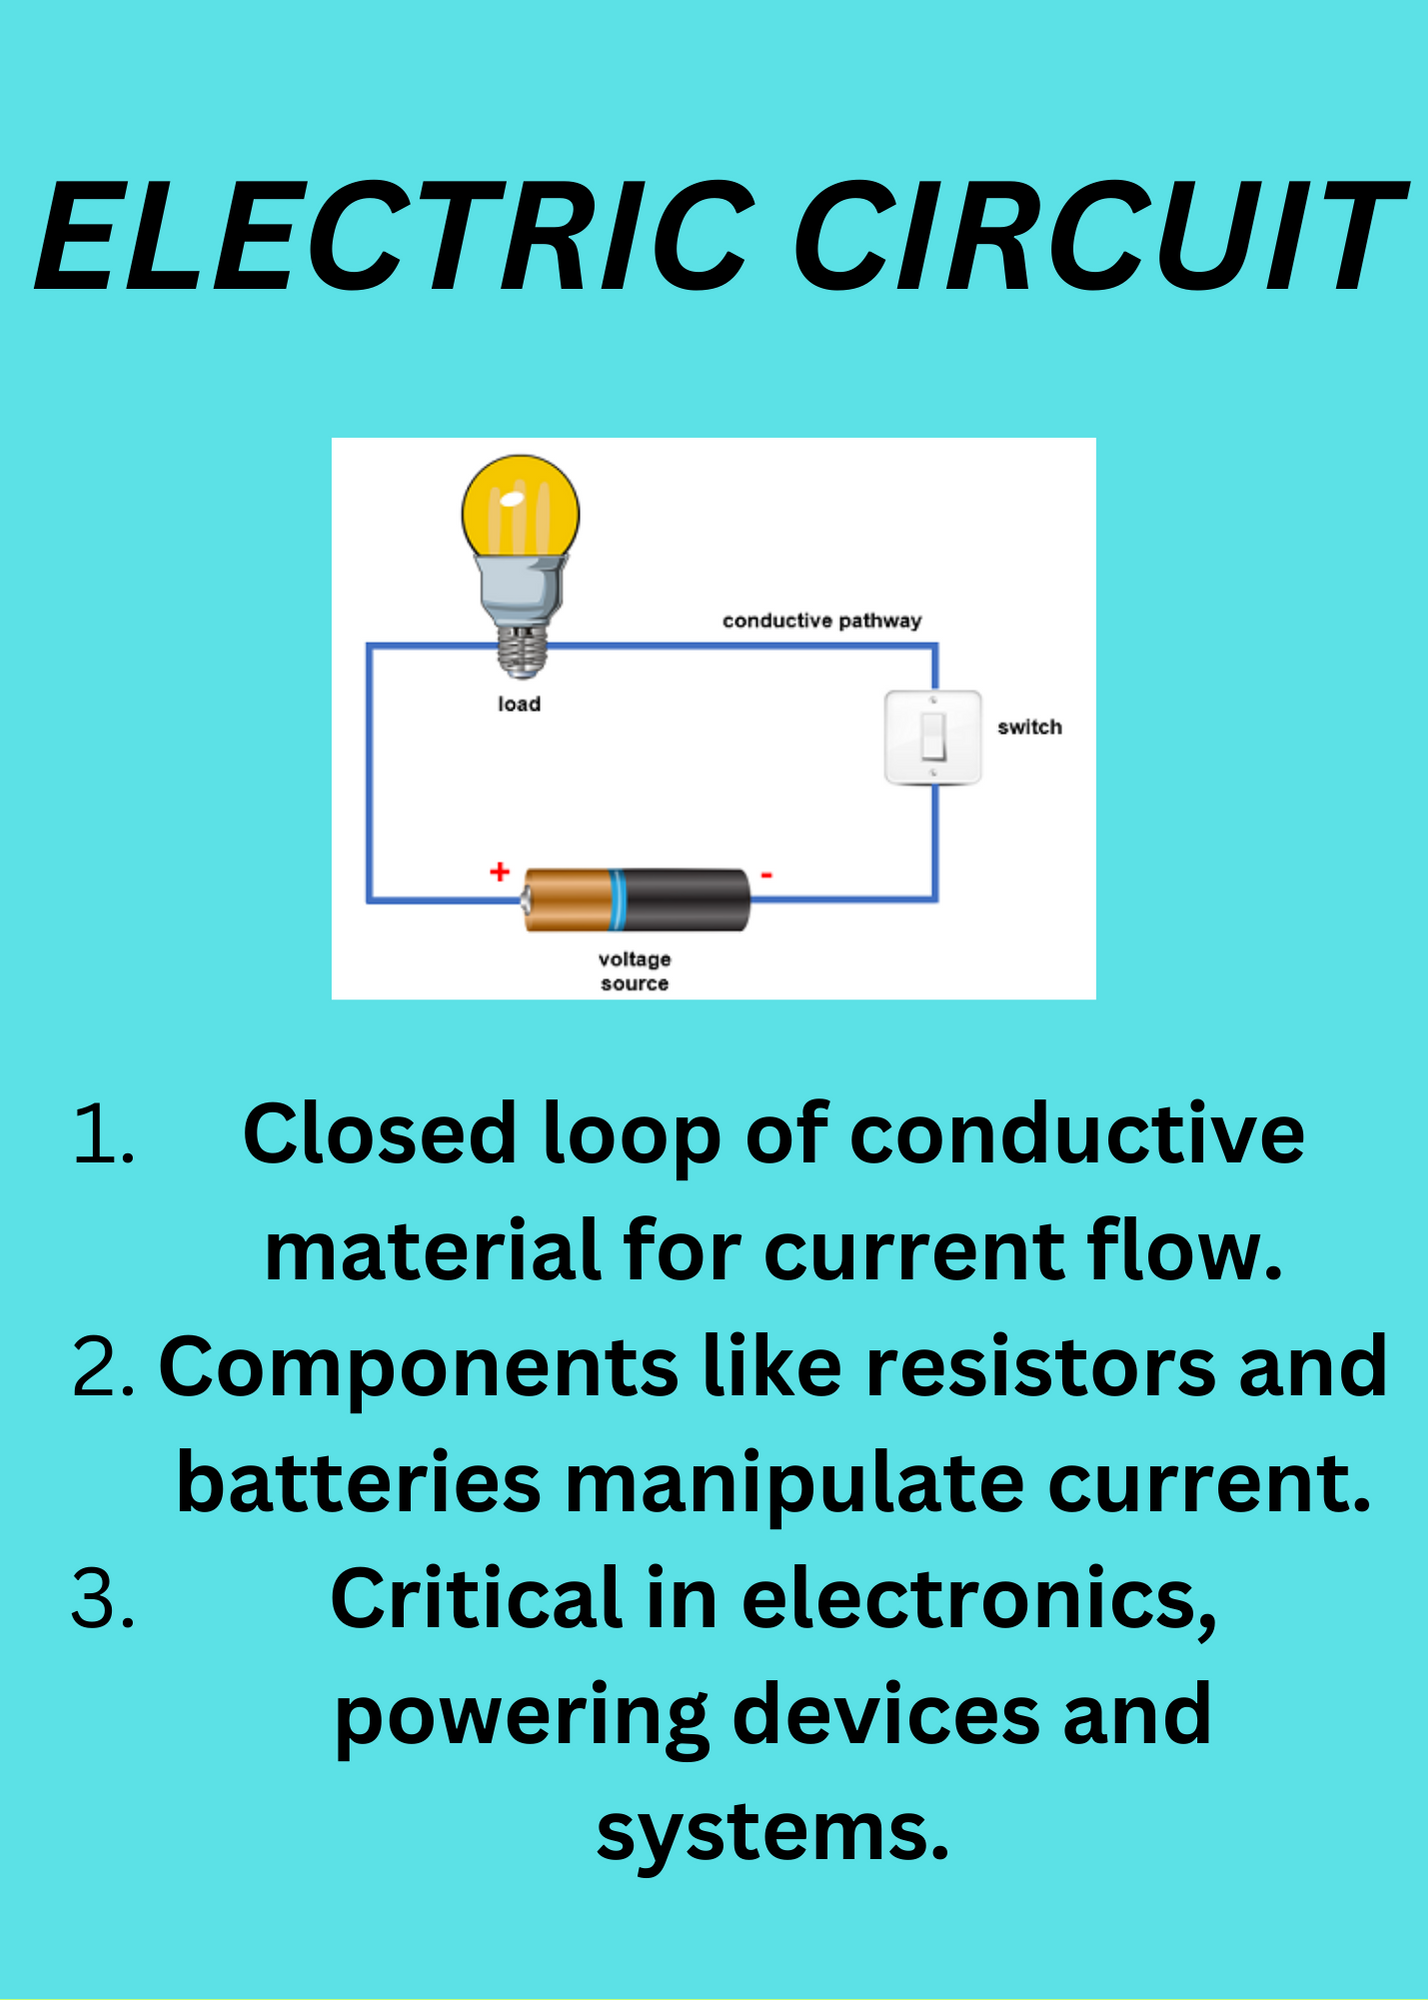 ELECTRIC CIRCUIT
conductive pathway
load
switch
+ -
voltage
source
1. Closed loop of conductive
material for current flow.
2. Components like resistors and
batteries manipulate current.
3. Critical in electronics,
powering devices and
systems.